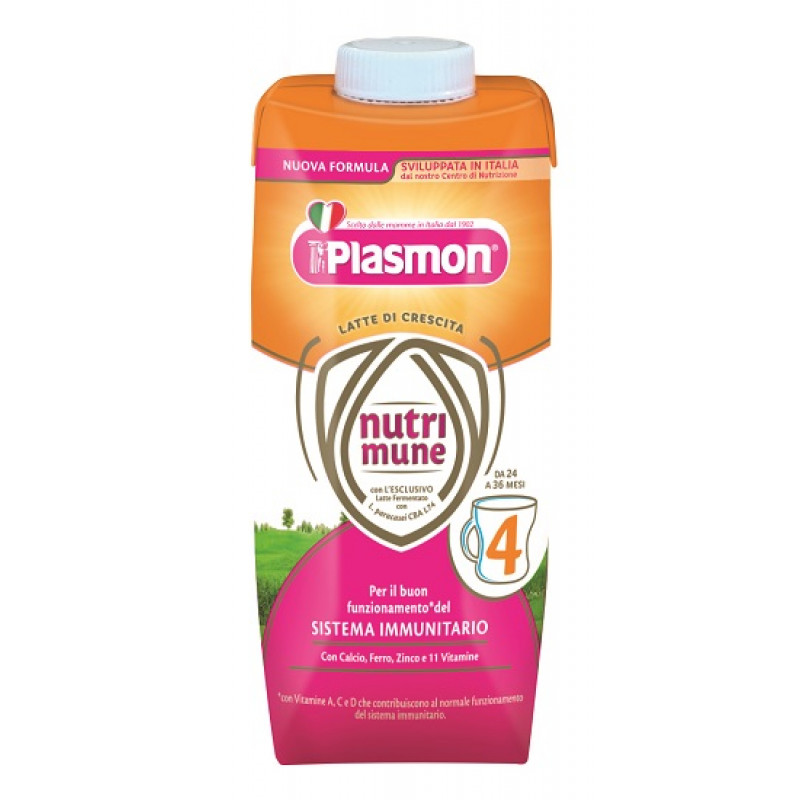 NUOVA FORMULA
SVILUPPATA IN ITALIA
dal nostro Centro di Nutrizione
Scelto dalle mamme in Italia dal 1902
Plasmon®
LATTE DI CRESCITA
nutri
mune
con L'ESCLUSIVO
Latte Fermentato
con
L. paracasei CBA L74
DA 24
A 36 MESI
4
Per il buon
funzionamento*del
SISTEMA IMMUNITARIO
Con Calcio, Ferro, Zinco e 11 Vitamine
*con Vitamine A, C e D che contribuiscono al normale funzionamento
del sistema immunitario.